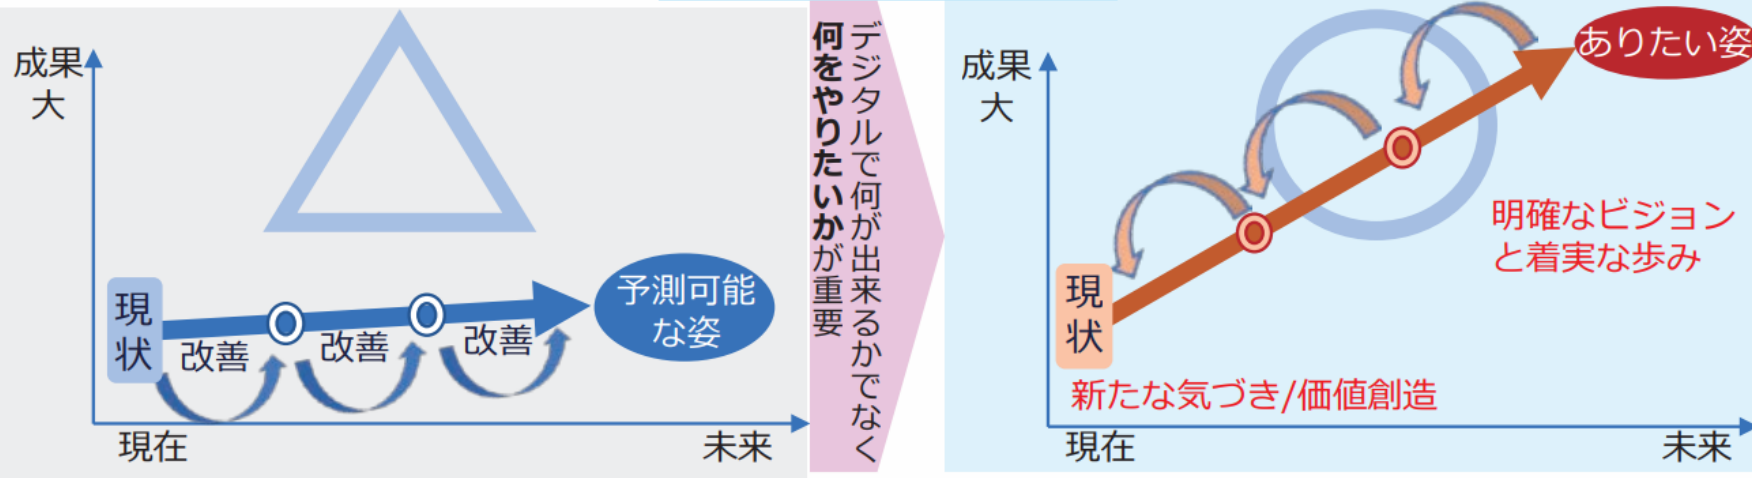 成果
大
現
状
改善
改善
改善
予測可能
な姿
現在
未来
デジタルで何が出来るかでなく
何をやりたいかが重要
成果
大
ありたい姿
明確なビジョン
と着実な歩み
現
状
新たな気づき/価値創造
現在
未来